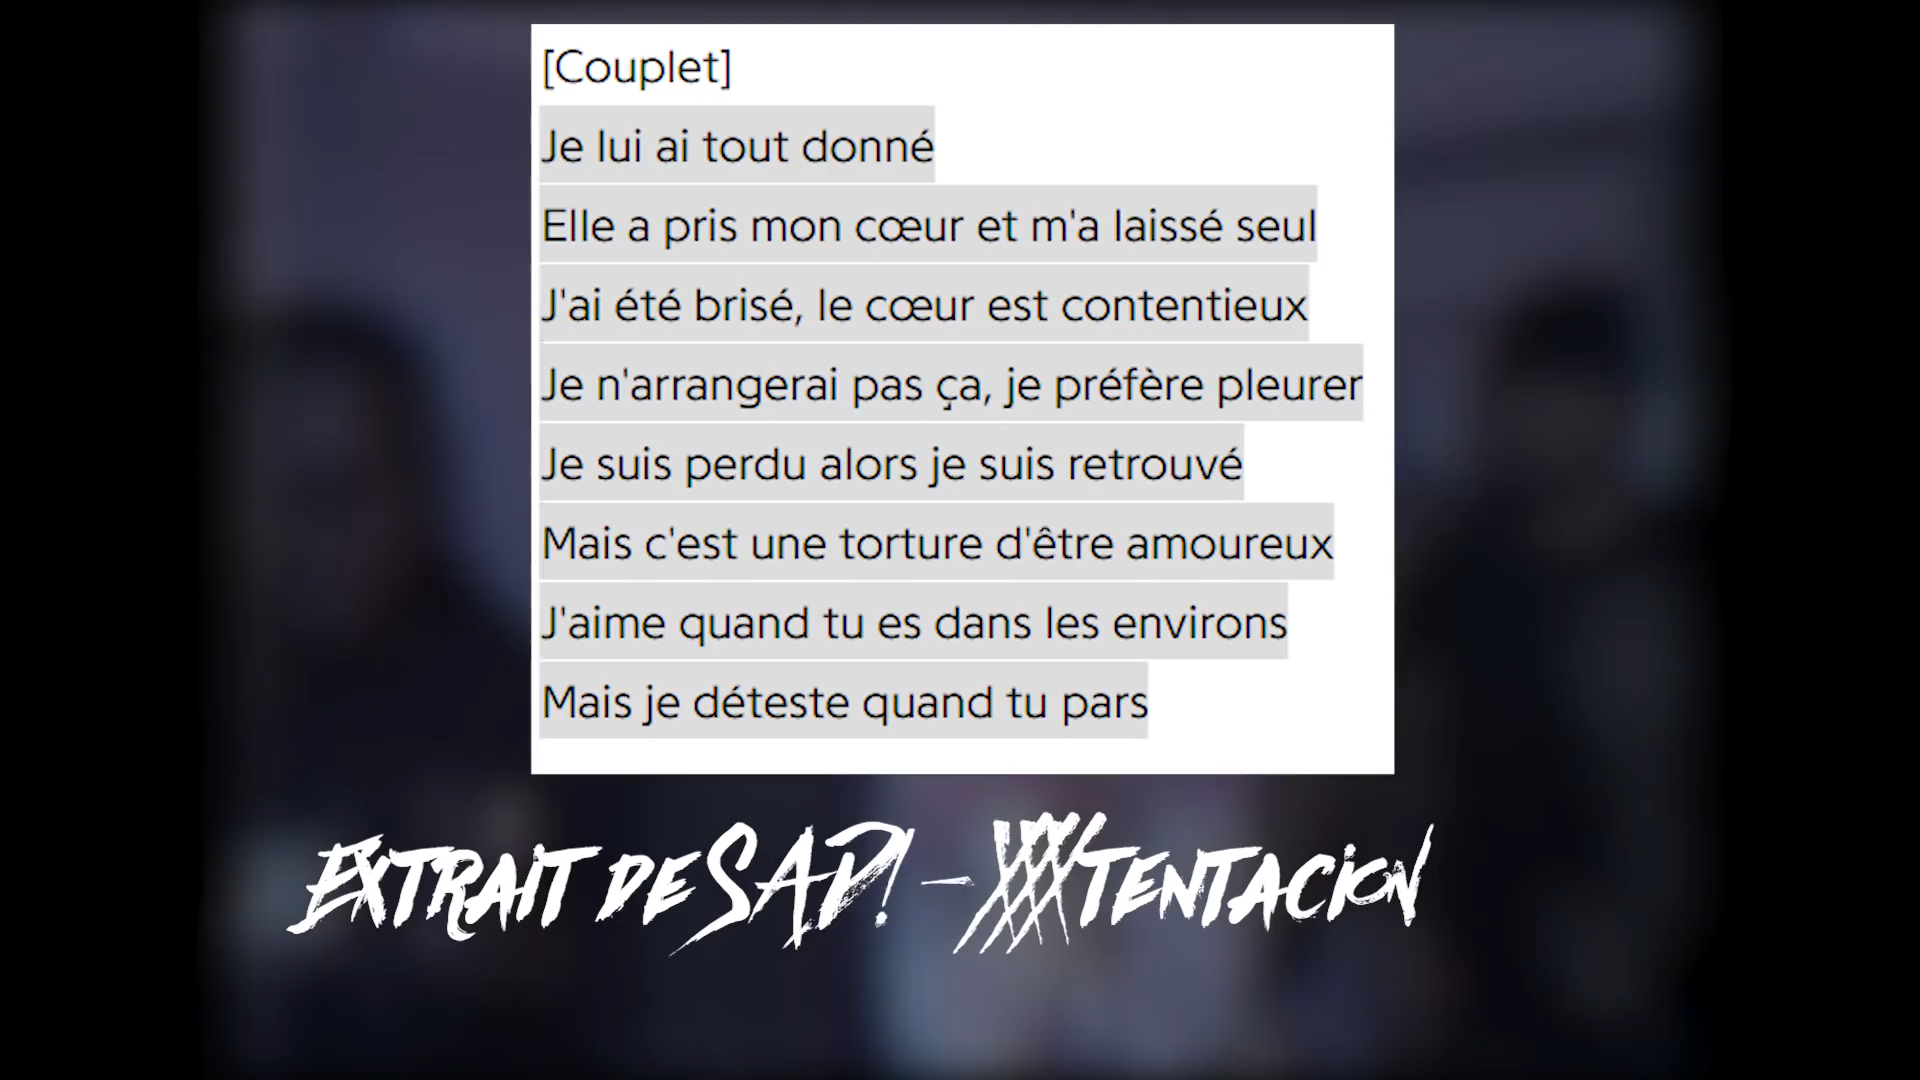 [Couplet]
Je lui ai tout donné
Elle a pris mon cœur et m'a laissé seul
J'ai été brisé, le cœur est contentieux
Je n'arrangerai pas ça, je préfère pleurer
Je suis perdu alors je suis retrouvé
Mais c'est une torture d'être amoureux
J'aime quand tu es dans les environs
Mais je déteste quand tu pars
EXTRAIT DE SAD! - XXXTENTACION